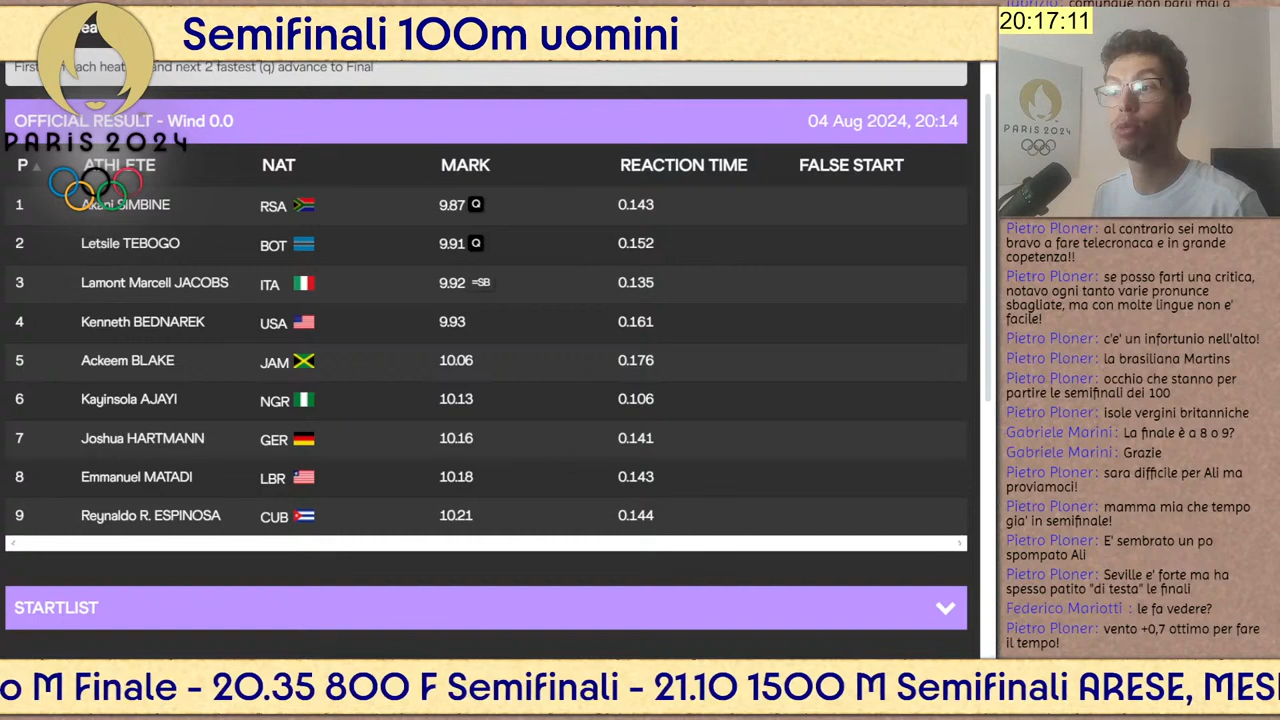 Semifinali 100m uomini
20:17:11
First
ach hea
and next 2 fastest (q) advance to Final
OFFICIAL RESULT - Wind 0.0 04 Aug 2024, 20:14
PARIS 2024
P ATHLETE NAT MARK REACTION TIME FALSE START
1 Akani SIMBINE RSA 9.87 Q 0.143
2 Letsile TEBOGO BOT 9.91 Q 0.152
3 Lamont Marcell JACOBS ITA 9.92 =SB 0.135
4 Kenneth BEDNAREK USA 9.93 0.161
5 Ackeem BLAKE JAM 10.06 0.176
6 Kayinsola AJAYI NGR 10.13 0.106
7 Joshua HARTMANN GER 10.16 0.141
8 Emmanuel MATADI LBR 10.18 0.143
9 Reynaldo R. ESPINOSA CUB 10.21 0.144
STARTLIST
PARIS 2024
Pietro Ploner: al contrario sei molto
bravo a fare telecronaca e in grande
copetenza!!
Pietro Ploner: se posso farti una critica,
notavo ogni tanto varie pronunce
sbagliate, ma con molte lingue non e'
facile!
Pietro Ploner: c'e' un infortunio nell'alto!
Pietro Ploner: la brasiliana Martins
Pietro Ploner: occhio che stanno per
partire le semifinali dei 100
Pietro Ploner: isole vergini britanniche
Gabriele Marini: La finale è a 8 o 9?
Gabriele Marini: Grazie
Pietro Ploner: sara difficile per Ali ma
proviamoci!
Pietro Ploner: mamma mia che tempo
gia' in semifinale!
Pietro Ploner: E' sembrato un po
spompato Ali
Pietro Ploner: Seville e' forte ma ha
spesso patito "di testa" le finali
Federico Mariotti : le fa vedere?
Pietro Ploner: vento +0,7 ottimo per fare
il tempo!
o M Finale - 20.35 800 F Semifinali - 21.10 1500 M Semifinali ARESE, MES